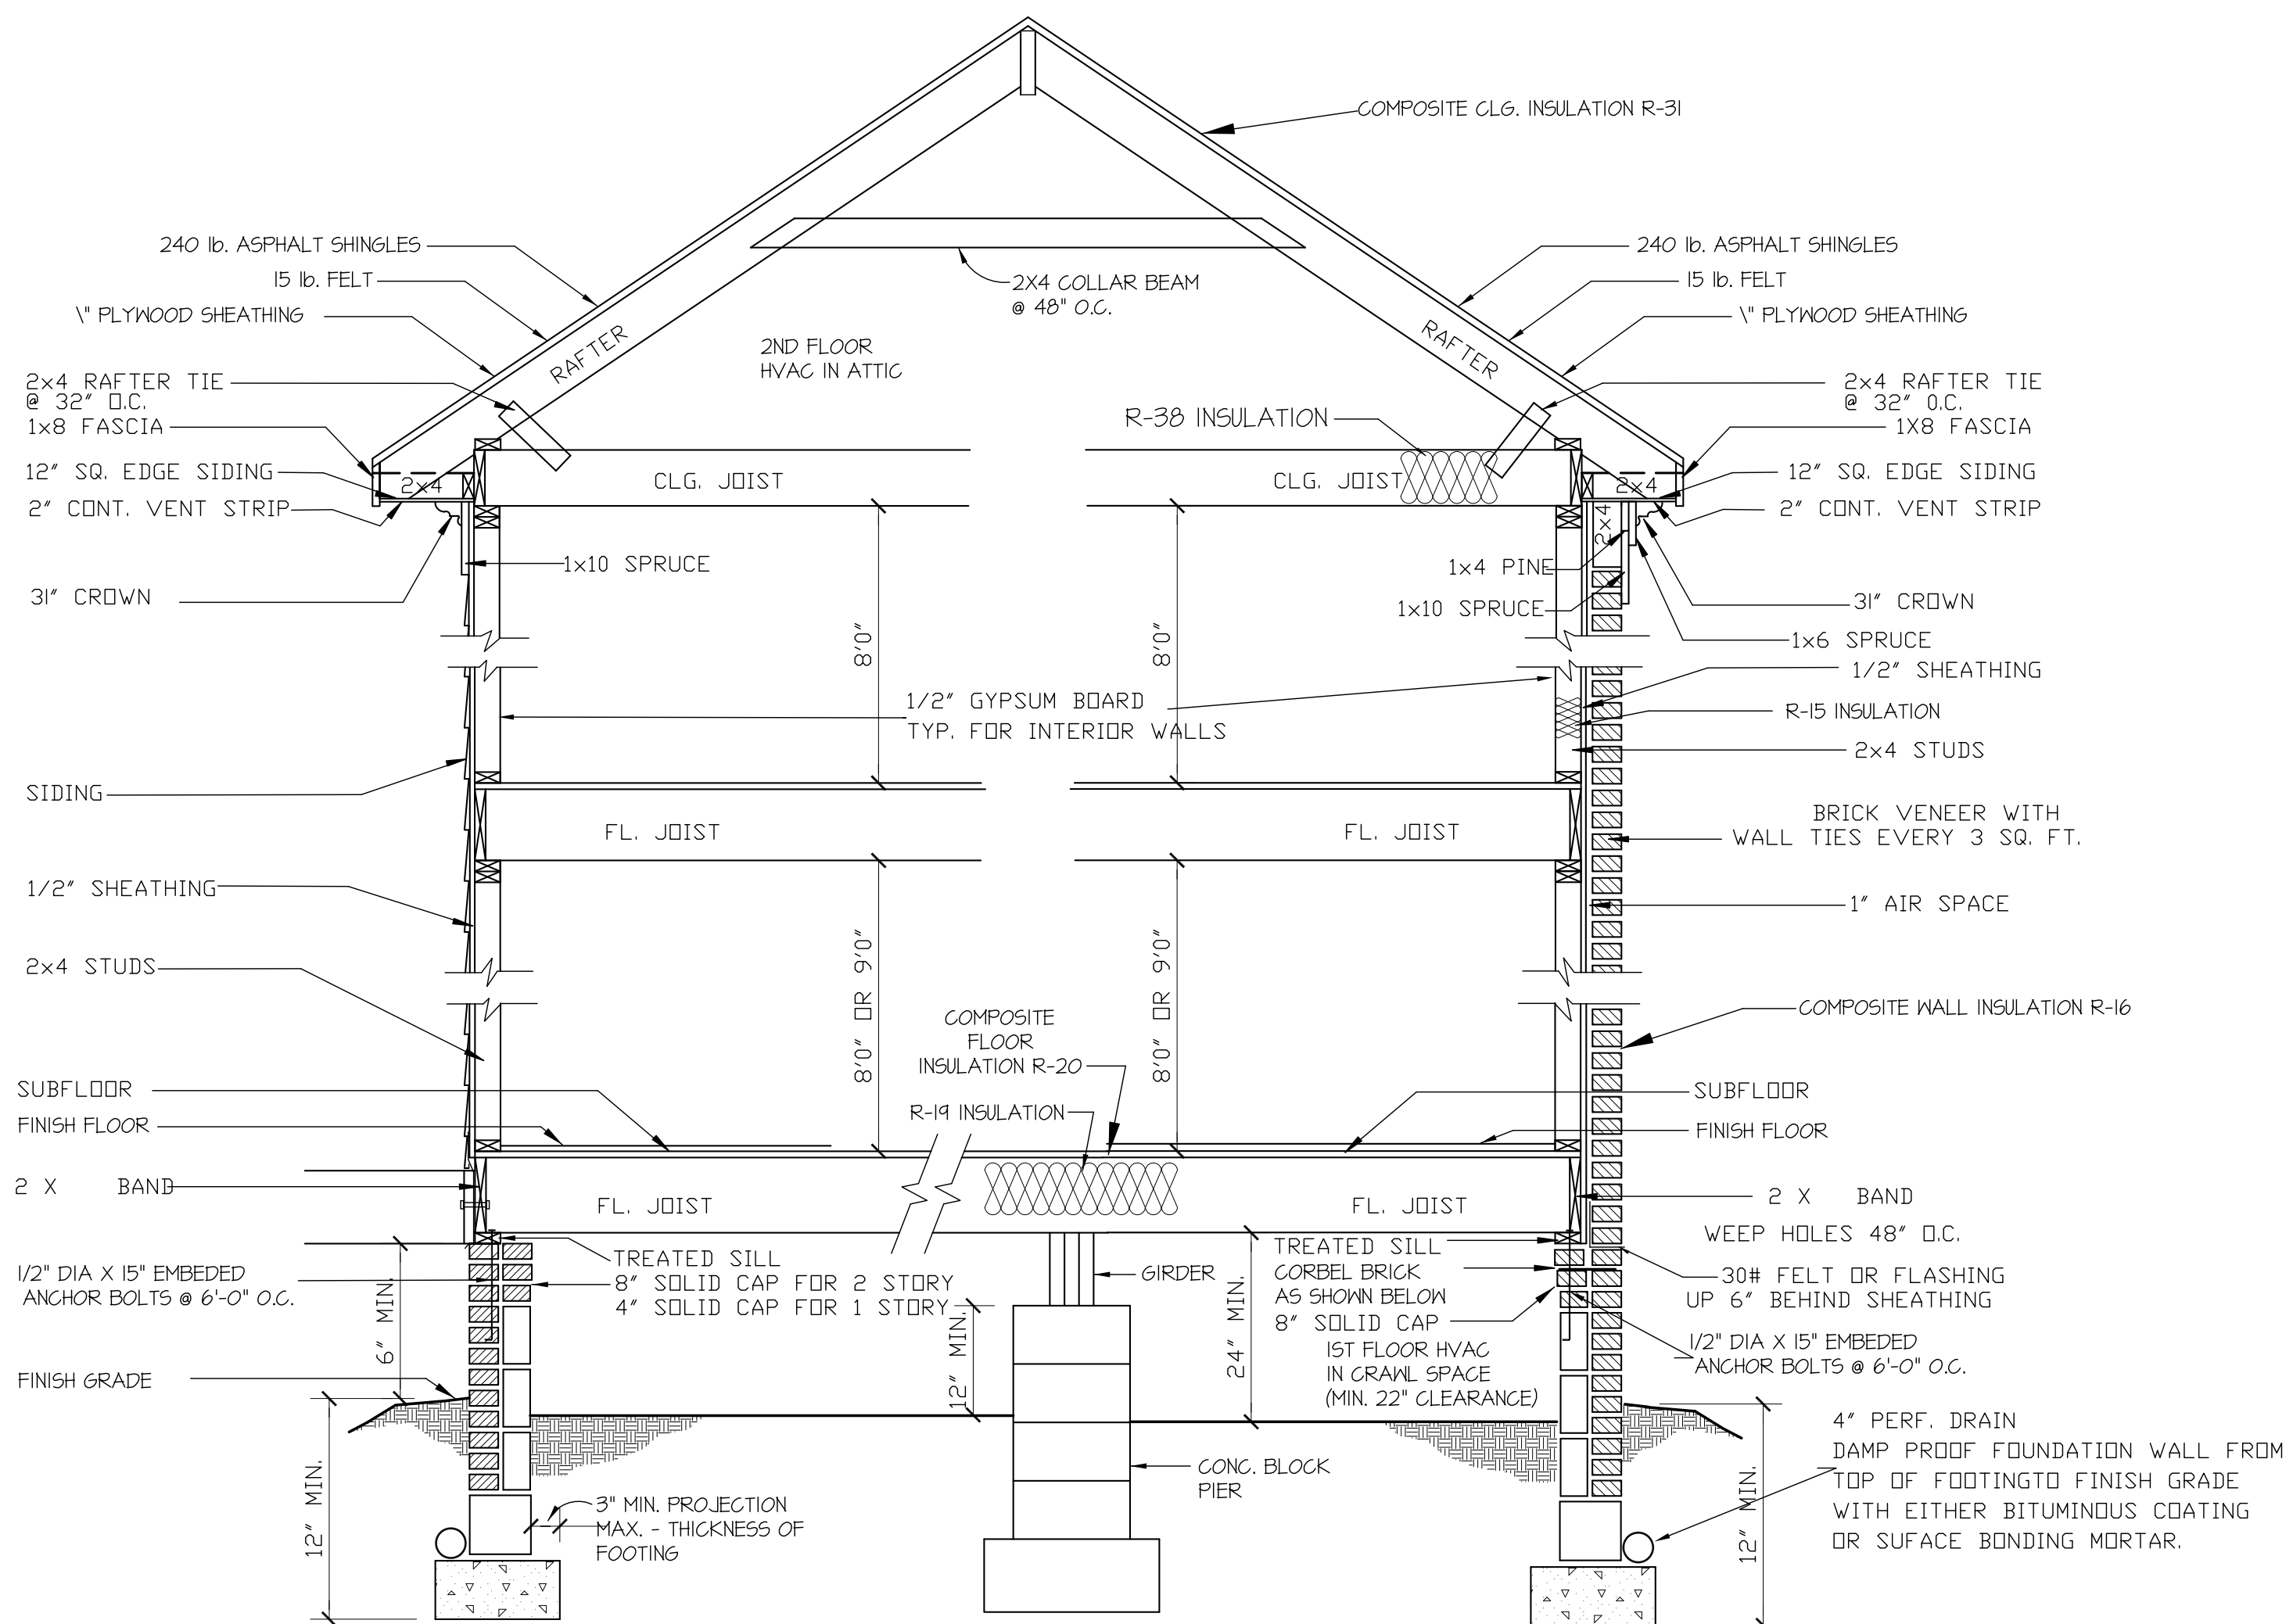 COMPOSITE CLG. INSULATION R-31
240 lb. ASPHALT SHINGLES
15 lb. FELT
\" PLYWOOD SHEATHING
2x4 RAFTER TIE
@ 32" O.C.
1x8 FASCIA
12" SQ. EDGE SIDING
2" CONT. VENT STRIP
31" CROWN
SIDING
1/2" SHEATHING
2x4 STUDS
SUBFLOOR
FINISH FLOOR
2 X BAND
1/2" DIA X 15" EMBEDED
ANCHOR BOLTS @ 6'-0" O.C.
FINISH GRADE
12" MIN.
6" MIN.
RAFTER
2X4 COLLAR BEAM
@ 48" O.C.
2ND FLOOR
HVAC IN ATTIC
RAFTER
R-38 INSULATION
2x4
CLG. JOIST
CLG. JOIST
2x4
2x4
1x10 SPRUCE
1x4 PINE
1x10 SPRUCE
8'0"
8'0"
1/2" GYPSUM BOARD
TYP. FOR INTERIOR WALLS
FL. JOIST
FL. JOIST
8'0" OR 9'0"
8'0" OR 9'0"
COMPOSITE
FLOOR
INSULATION R-20
R-19 INSULATION
FL. JOIST
FL. JOIST
TREATED SILL
8" SOLID CAP FOR 2 STORY
4" SOLID CAP FOR 1 STORY
GIRDER
12" MIN.
24" MIN.
TREATED SILL
CORBEL BRICK
AS SHOWN BELOW
8" SOLID CAP
1ST FLOOR HVAC
IN CRAWL SPACE
(MIN. 22" CLEARANCE)
CONC. BLOCK
PIER
3" MIN. PROJECTION
MAX. - THICKNESS OF
FOOTING
240 lb. ASPHALT SHINGLES
15 lb. FELT
\" PLYWOOD SHEATHING
2x4 RAFTER TIE
@ 32" O.C.
1X8 FASCIA
12" SQ. EDGE SIDING
2" CONT. VENT STRIP
31" CROWN
1x6 SPRUCE
1/2" SHEATHING
R-15 INSULATION
2x4 STUDS
BRICK VENEER WITH
WALL TIES EVERY 3 SQ. FT.
1" AIR SPACE
COMPOSITE WALL INSULATION R-16
SUBFLOOR
FINISH FLOOR
2 X BAND
WEEP HOLES 48" O.C.
30# FELT OR FLASHING
UP 6" BEHIND SHEATHING
1/2" DIA X 15" EMBEDED
ANCHOR BOLTS @ 6'-0" O.C.
12" MIN.
4" PERF. DRAIN
DAMP PROOF FOUNDATION WALL FROM
TOP OF FOOTINGTO FINISH GRADE
WITH EITHER BITUMINOUS COATING
OR SUFACE BONDING MORTAR.